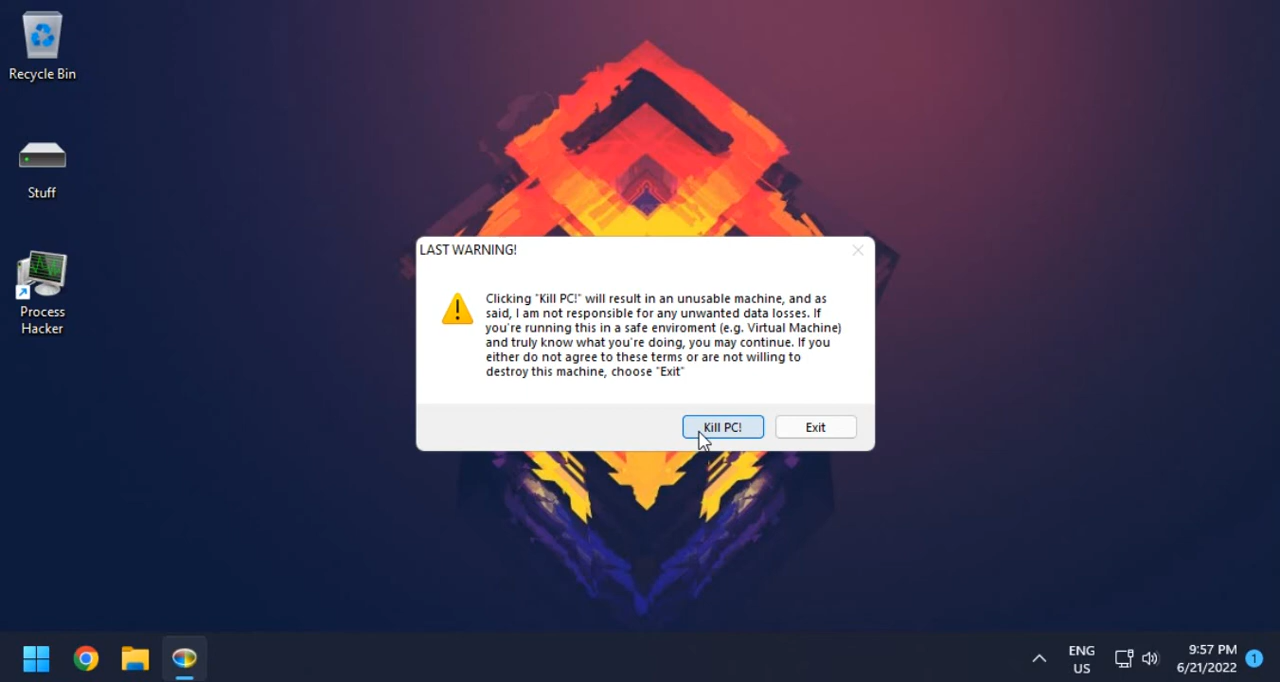 Recycle Bin
Stuff
Process
Hacker
LAST WARNING!
Clicking "Kill PC!" will result in an unusable machine, and as
said, I am not responsible for any unwanted data losses. If
you're running this in a safe enviroment (e.g. Virtual Machine)
and truly know what you're doing, you may continue. If you
either do not agree to these terms or are not willing to
destroy this machine, choose "Exit"
Kill PC!
Exit
ENG
US
9:57 PM
6/21/2022
1